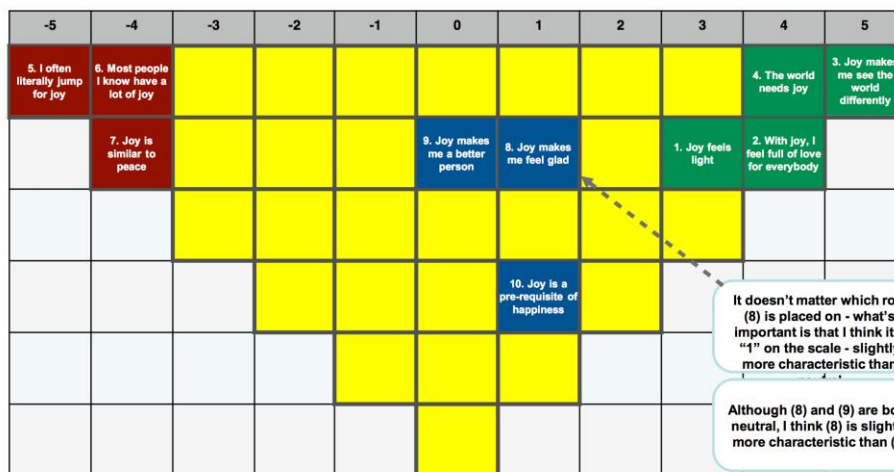 -5 -4 -3 -2 -1 0 1 2 3 4 5
5. I often
literally jump
for joy
6. Most people
I know have a
lot of joy
4. The world
needs joy
3. Joy makes
me see the
world
differently
7. Joy is
similar to
peace
9. Joy makes
me a better
person
8. Joy makes
me feel glad
1. Joy feels
light
2. With joy, I
feel full of love
for everybody
10. Joy is a
pre-requisite of
happiness
It doesn't matter which ro
(8) is placed on - what's
important is that I think it
"1" on the scale - slightly
more characteristic than
Although (8) and (9) are bo
neutral, I think (8) is slight
more characteristic than (